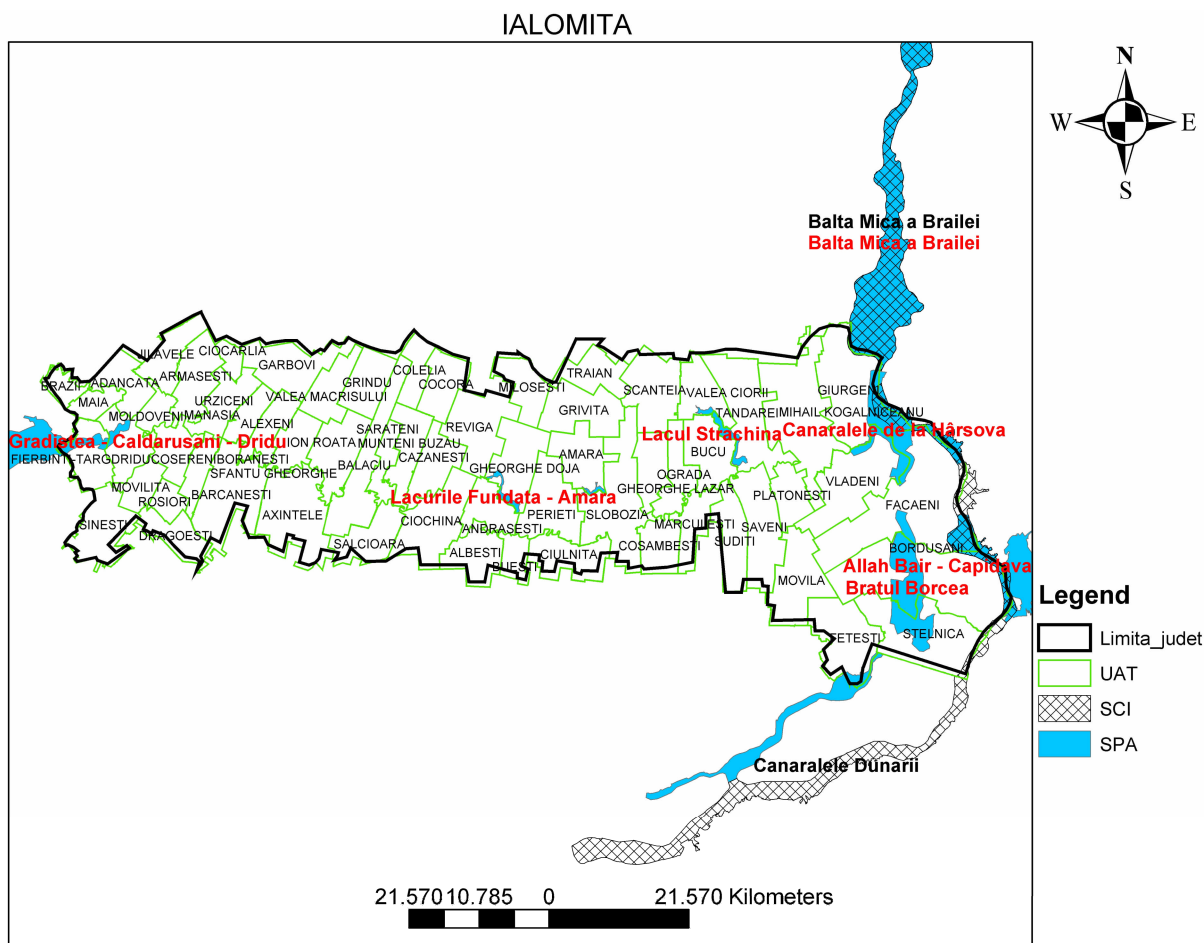 IALOMITA
N
W E
S
Balta Mica a Brailei
Balta Mica a Brailei
JILAVELE
CIOCARLIA
GARBOVI
COLELIA
TRAIAN
BRAZII
ADANCATA
ARMASESTI
GRINDU
COCORA
MILOSESTI
SCANTEIA
VALEA CIORII
GIURGENI
MAIA
URZICENI
VALEA MACRISULUI
MOLDOVENI
MANASIA
ALEXENI
SARATENI
REVIGA
GRIVITA
TANDAREI
MIHAIL KOGALNICEANU
Gradistea - Caldarusani - Dridu
ION ROATA
MUNTENI BUZAU
Lacul Strachina
Canaralele de la Hârsova
FIERBINTI-TARG
DRIDU
COSERENI
BORANESTI
BALACIU
CAZANESTI
AMARA
BUCU
SFANTU GHEORGHE
GHEORGHE DOJA
OGRADA
MOVILITA
ROSIORI
BARCANESTI
Lacurile Fundata - Amara
GHEORGHE LAZAR
PLATONESTI
VLADENI
FACAENI
SINESTI
DRAGOESTI
AXINTELE
SALCIOARA
CIOCHINA
ANDRASESTI
PERIETI
SLOBOZIA
MARCULESTI
SAVENI
ALBESTI
BUESTI
CIULNITA
COSAMBESTI
SUDITI
BORDUSANI
Allah Bair - Capidava
MOVILA
Bratul Borcea
FETESTI
STELNICA
Canaralele Dunarii
Legend
Limita_judet
UAT
SCI
SPA
21.570 10.785 0 21.570 Kilometers